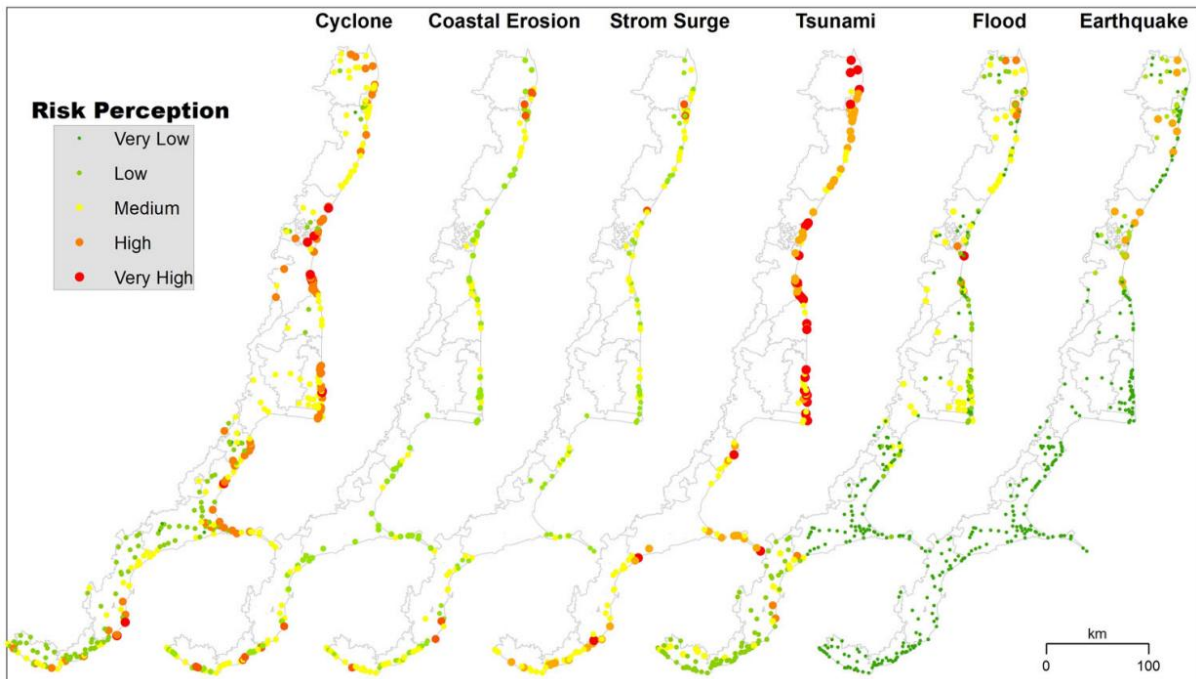 Cyclone Coastal Erosion Strom Surge Tsunami Flood Earthquake
Risk Perception
Very Low
Low
Medium
High
Very High
km
0 100